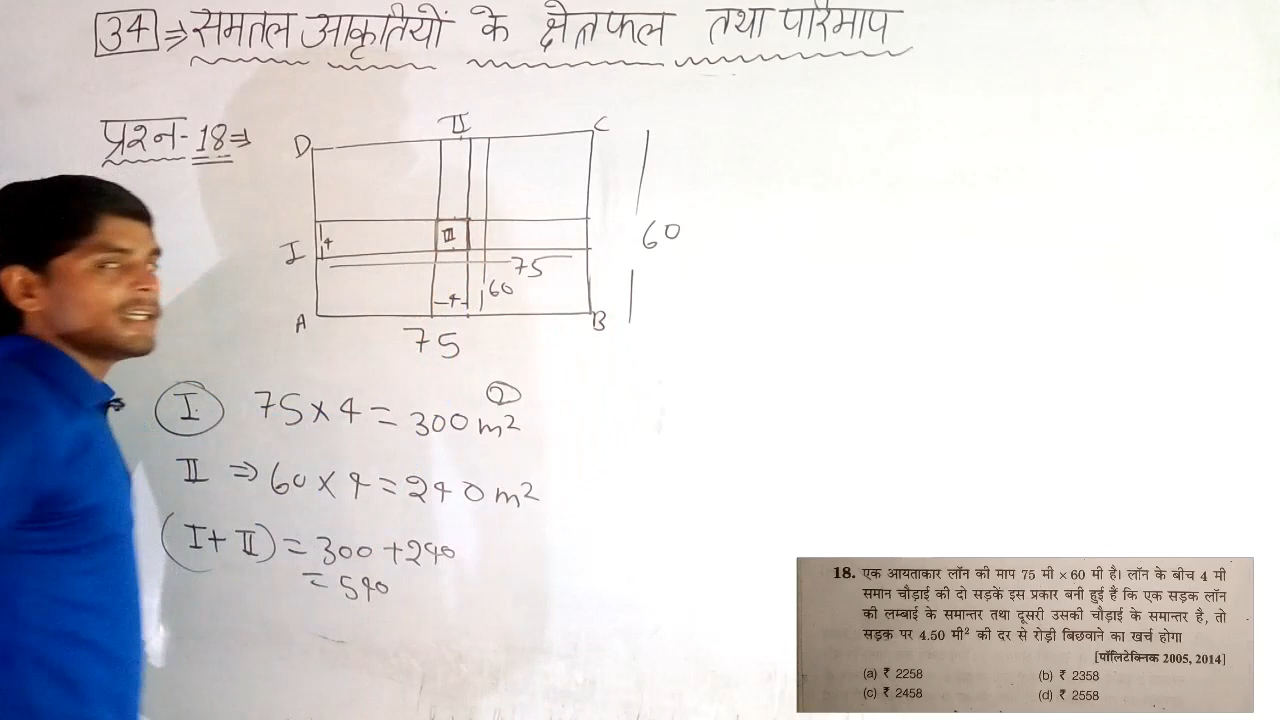 34 ⇒ समतल आकृतियों के क्षेत्रफल तथा परिमाप
प्रश्न-18⇒
D II C
I 4 III 75 60
4 60
A 75 B
I 75×4 = 300 m²
2
II ⇒ 60×4 = 240 m²
(I+II) = 300+240
= 540
18. एक आयताकार लॉन की माप 75 मी × 60 मी है। लॉन के बीच 4 मी
समान चौड़ाई की दो सड़कें इस प्रकार बनी हुई हैं कि एक सड़क लॉन
की लम्बाई के समान्तर तथा दूसरी उसकी चौड़ाई के समान्तर है, तो
सड़क पर 4.50 मी² की दर से रोड़ी बिछवाने का खर्च होगा
[पॉलिटेक्निक 2005, 2014]
(a) ₹ 2258 (b) ₹ 2358
(c) ₹ 2458 (d) ₹ 2558